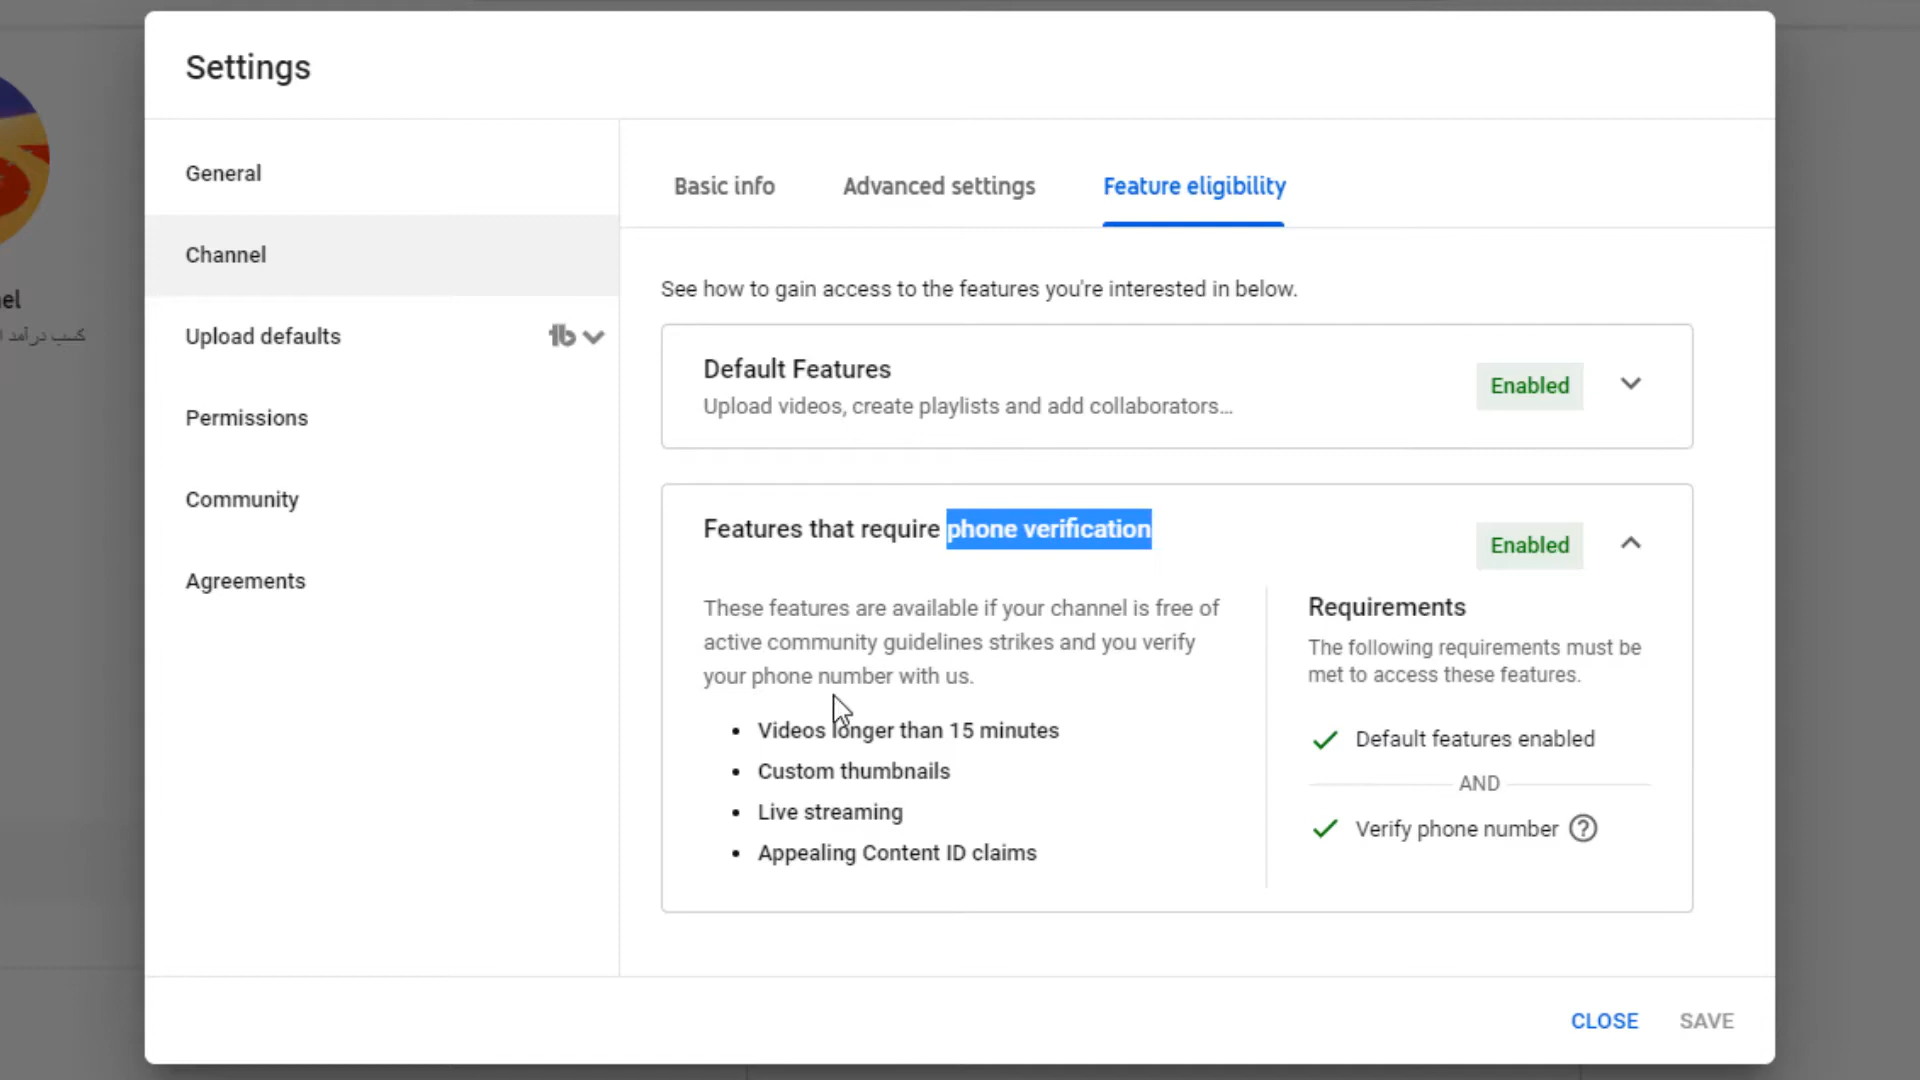 Settings
General
Channel
Upload defaults
Permissions
Community
Agreements
el
کسب درآمد ا
Basic info
Advanced settings
Feature eligibility
See how to gain access to the features you're interested in below.
Default Features
Upload videos, create playlists and add collaborators...
Enabled
Features that require phone verification
Enabled
These features are available if your channel is free of
active community guidelines strikes and you verify
your phone number with us.
• Videos longer than 15 minutes
• Custom thumbnails
• Live streaming
• Appealing Content ID claims
Requirements
The following requirements must be
met to access these features.
Default features enabled
AND
Verify phone number
CLOSE
SAVE